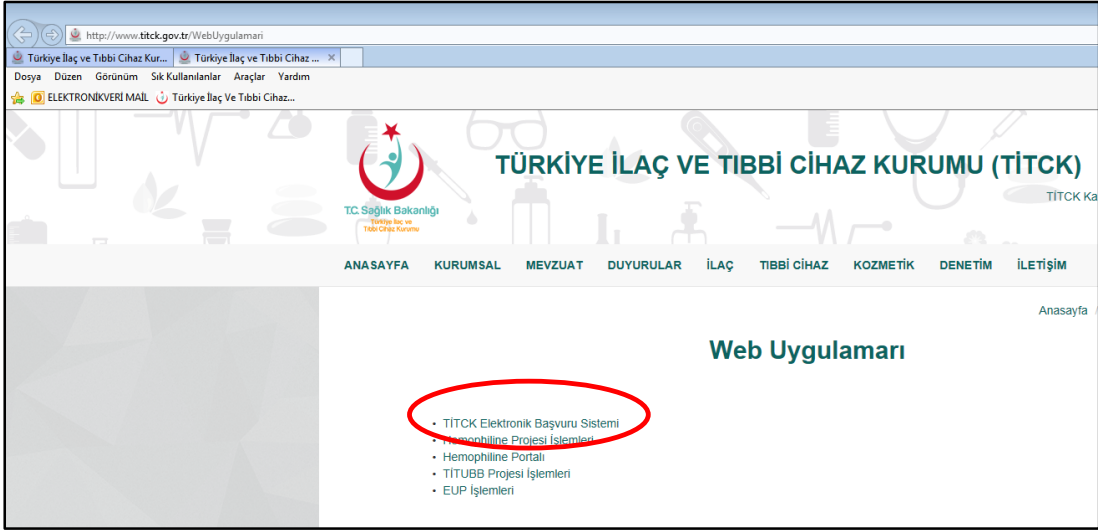 http://www.titck.gov.tr/WebUygulamari
Türkiye İlaç ve Tıbbi Cihaz Kur... Türkiye İlaç ve Tıbbi Cihaz ... ×
Dosya Düzen Görünüm Sık Kullanılanlar Araçlar Yardım
ELEKTRONİKVERİ MAİL Türkiye İlaç Ve Tıbbi Cihaz...
TÜRKİYE İLAÇ VE TIBBİ CİHAZ KURUMU (TİTCK)
TİTCK Ka
T.C. Sağlık Bakanlığı
Türkiye İlaç ve
Tıbbi Cihaz Kurumu
ANASAYFA KURUMSAL MEVZUAT DUYURULAR İLAÇ TIBBİ CİHAZ KOZMETİK DENETİM İLETİŞİM
Anasayfa /
Web Uygulamarı
• TİTCK Elektronik Başvuru Sistemi
• Hemophiline Projesi İşlemleri
• Hemophiline Portalı
• TİTUBB Projesi İşlemleri
• EUP İşlemleri